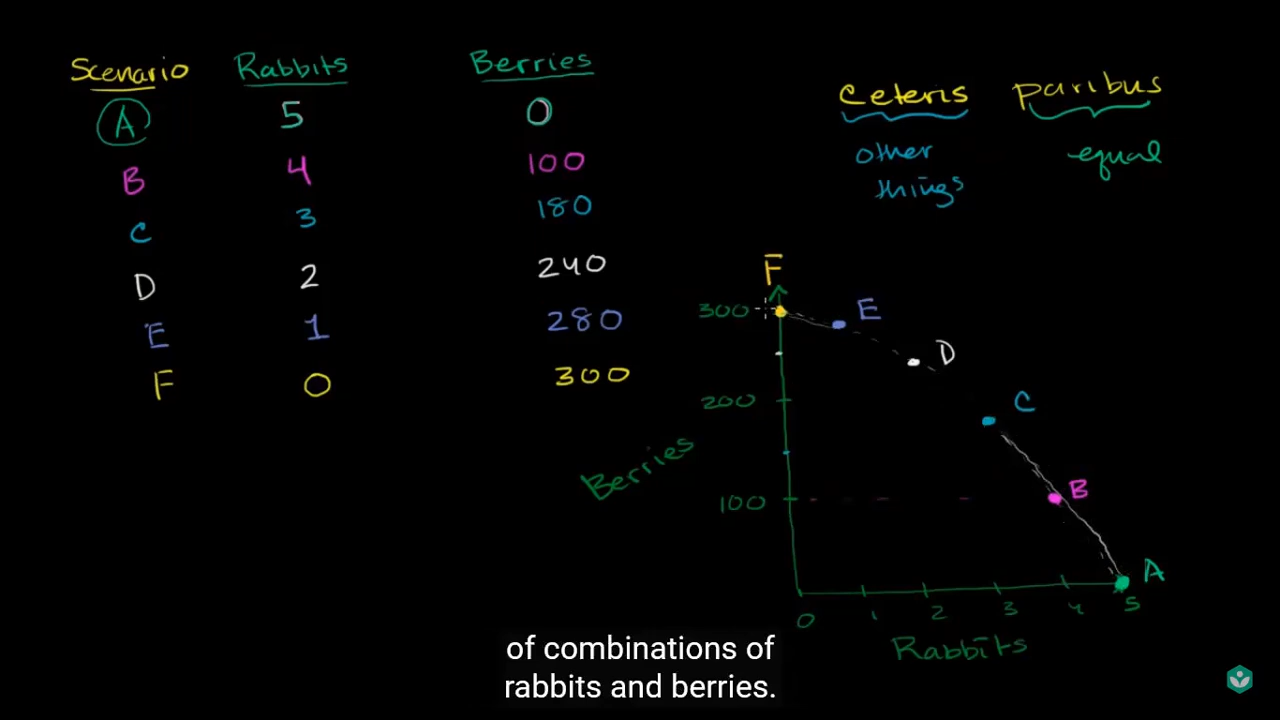 Scenario Rabbits Berries
A 5 0
B 4 100
C 3 180
D 2 240
E 1 280
F 0 300
Ceteris paribus
other equal
things
F
300 E
D
200 C
Berries
100 B
A
0 1 2 3 4 5
Rabbits
of combinations of
rabbits and berries.